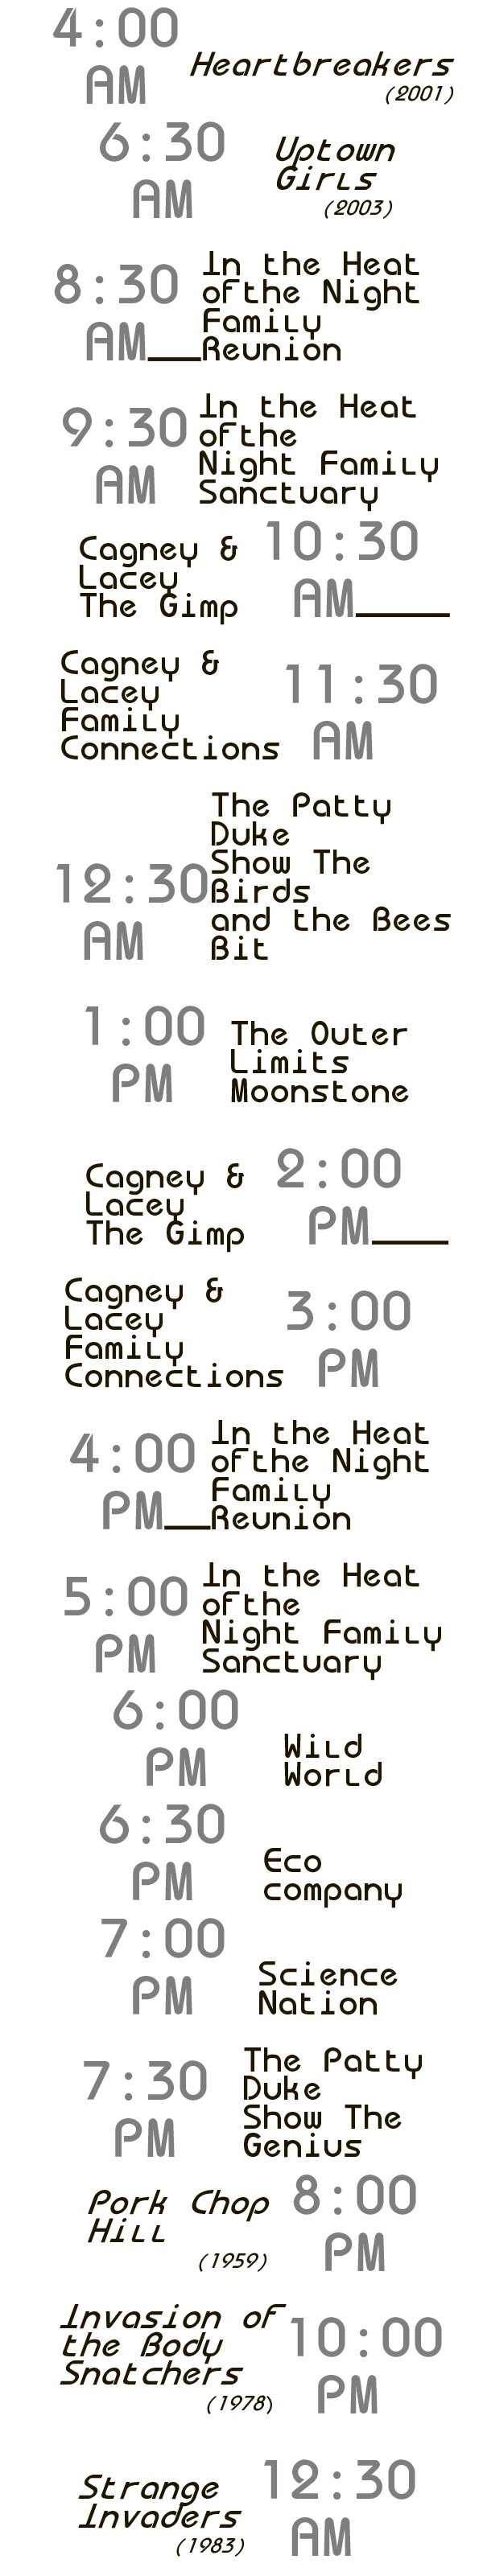 4:00
AM
Heartbreakers
(2001)
6:30
AM
Uptown
Girls
(2003)
8:30
AM
In the Heat
of the Night
Family
Reunion
9:30
AM
In the Heat
of the
Night Family
Sanctuary
Cagney &
Lacey
The Gimp
10:30
AM
Cagney &
Lacey
Family
Connections
11:30
AM
12:30
AM
The Patty
Duke
Show The
Birds
and the Bees
Bit
1:00
PM
The Outer
Limits
Moonstone
Cagney &
Lacey
The Gimp
2:00
PM
Cagney &
Lacey
Family
Connections
3:00
PM
4:00
PM
In the Heat
of the Night
Family
Reunion
5:00
PM
In the Heat
of the
Night Family
Sanctuary
6:00
PM
Wild
World
6:30
PM
Eco
company
7:00
PM
Science
Nation
7:30
PM
The Patty
Duke
Show The
Genius
Pork Chop
Hill
(1959)
8:00
PM
Invasion of
the Body
Snatchers
(1978)
10:00
PM
Strange
Invaders
(1983)
12:30
AM